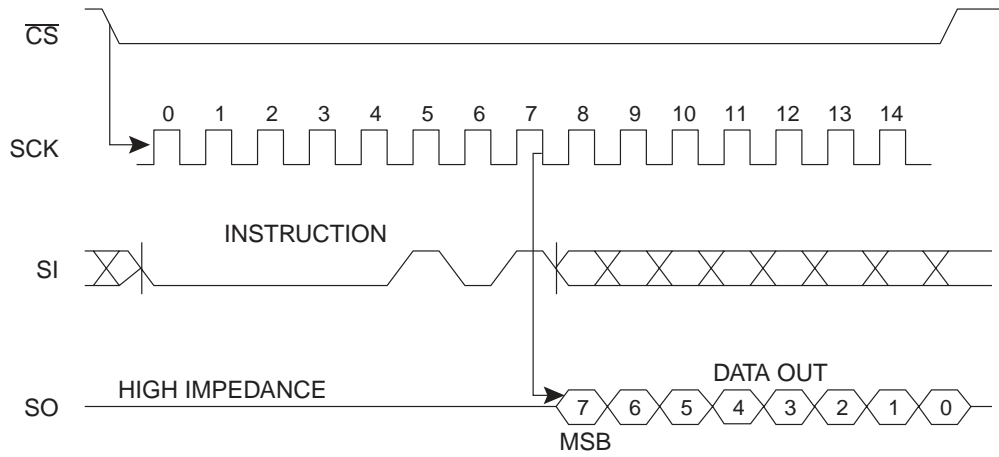 CS
0 1 2 3 4 5 6 7 8 9 10 11 12 13 14
SCK
INSTRUCTION
SI
HIGH IMPEDANCE
DATA OUT
SO
7 6 5 4 3 2 1 0
MSB